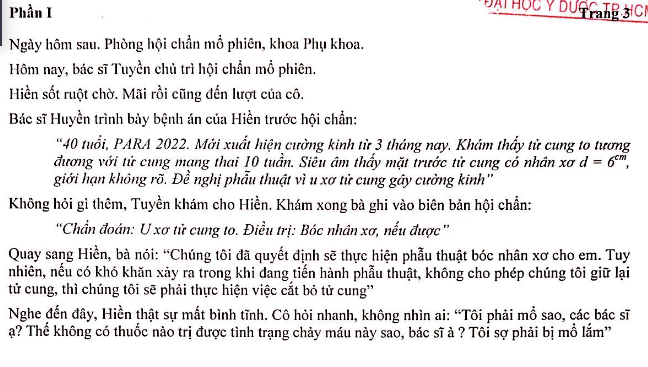 Phần I
ĐẠI HỌC Y DƯỢC TP.HCM
Trang 3
Ngày hôm sau. Phòng hội chẩn mổ phiên, khoa Phụ khoa.
Hôm nay, bác sĩ Tuyền chủ trì hội chẩn mổ phiên.
Hiền sốt ruột chờ. Mãi rồi cũng đến lượt của cô.
Bác sĩ Huyền trình bày bệnh án của Hiền trước hội chẩn:
“40 tuổi, PARA 2022. Mới xuất hiện cường kinh từ 3 tháng nay. Khám thấy tử cung to tương
đương với tử cung mang thai 10 tuần. Siêu âm thấy mặt trước tử cung có nhân xơ d = 6cm,
giới hạn không rõ. Đề nghị phẫu thuật vì u xơ tử cung gây cường kinh”
Không hỏi gì thêm, Tuyền khám cho Hiền. Khám xong bà ghi vào biên bản hội chẩn:
“Chẩn đoán: U xơ tử cung to. Điều trị: Bóc nhân xơ, nếu được”
Quay sang Hiền, bà nói: “Chúng tôi đã quyết định sẽ thực hiện phẫu thuật bóc nhân xơ cho em. Tuy
nhiên, nếu có khó khăn xảy ra trong khi đang tiến hành phẫu thuật, không cho phép chúng tôi giữ lại
tử cung, thì chúng tôi sẽ phải thực hiện việc cắt bỏ tử cung”
Nghe đến đây, Hiền thật sự mất bình tĩnh. Cô hỏi nhanh, không nhìn ai: “Tôi phải mổ sao, các bác sĩ
ạ? Thế không có thuốc nào trị được tình trạng chảy máu này sao, bác sĩ à ? Tôi sợ phải bị mổ lắm”